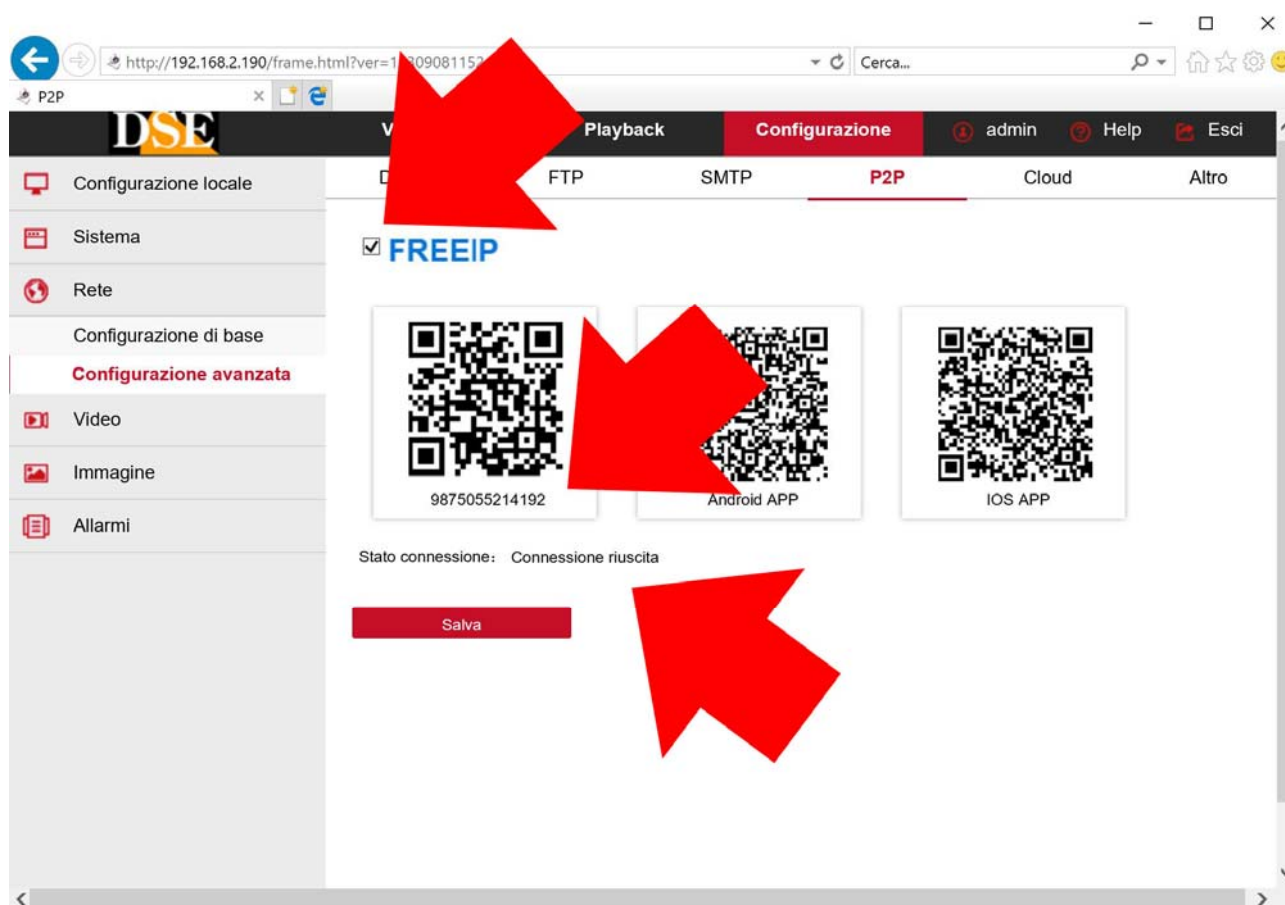 http://192.168.2.190/frame.html?ver=
Cerca...
P2P
DSE
Playback Configurazione admin Help Esci
FTP SMTP P2P Cloud Altro
Configurazione locale
Sistema
Rete
Configurazione di base
Configurazione avanzata
Video
Immagine
Allarmi
FREEIP
9875055214192
Android APP
IOS APP
Stato connessione: Connessione riuscita
Salva